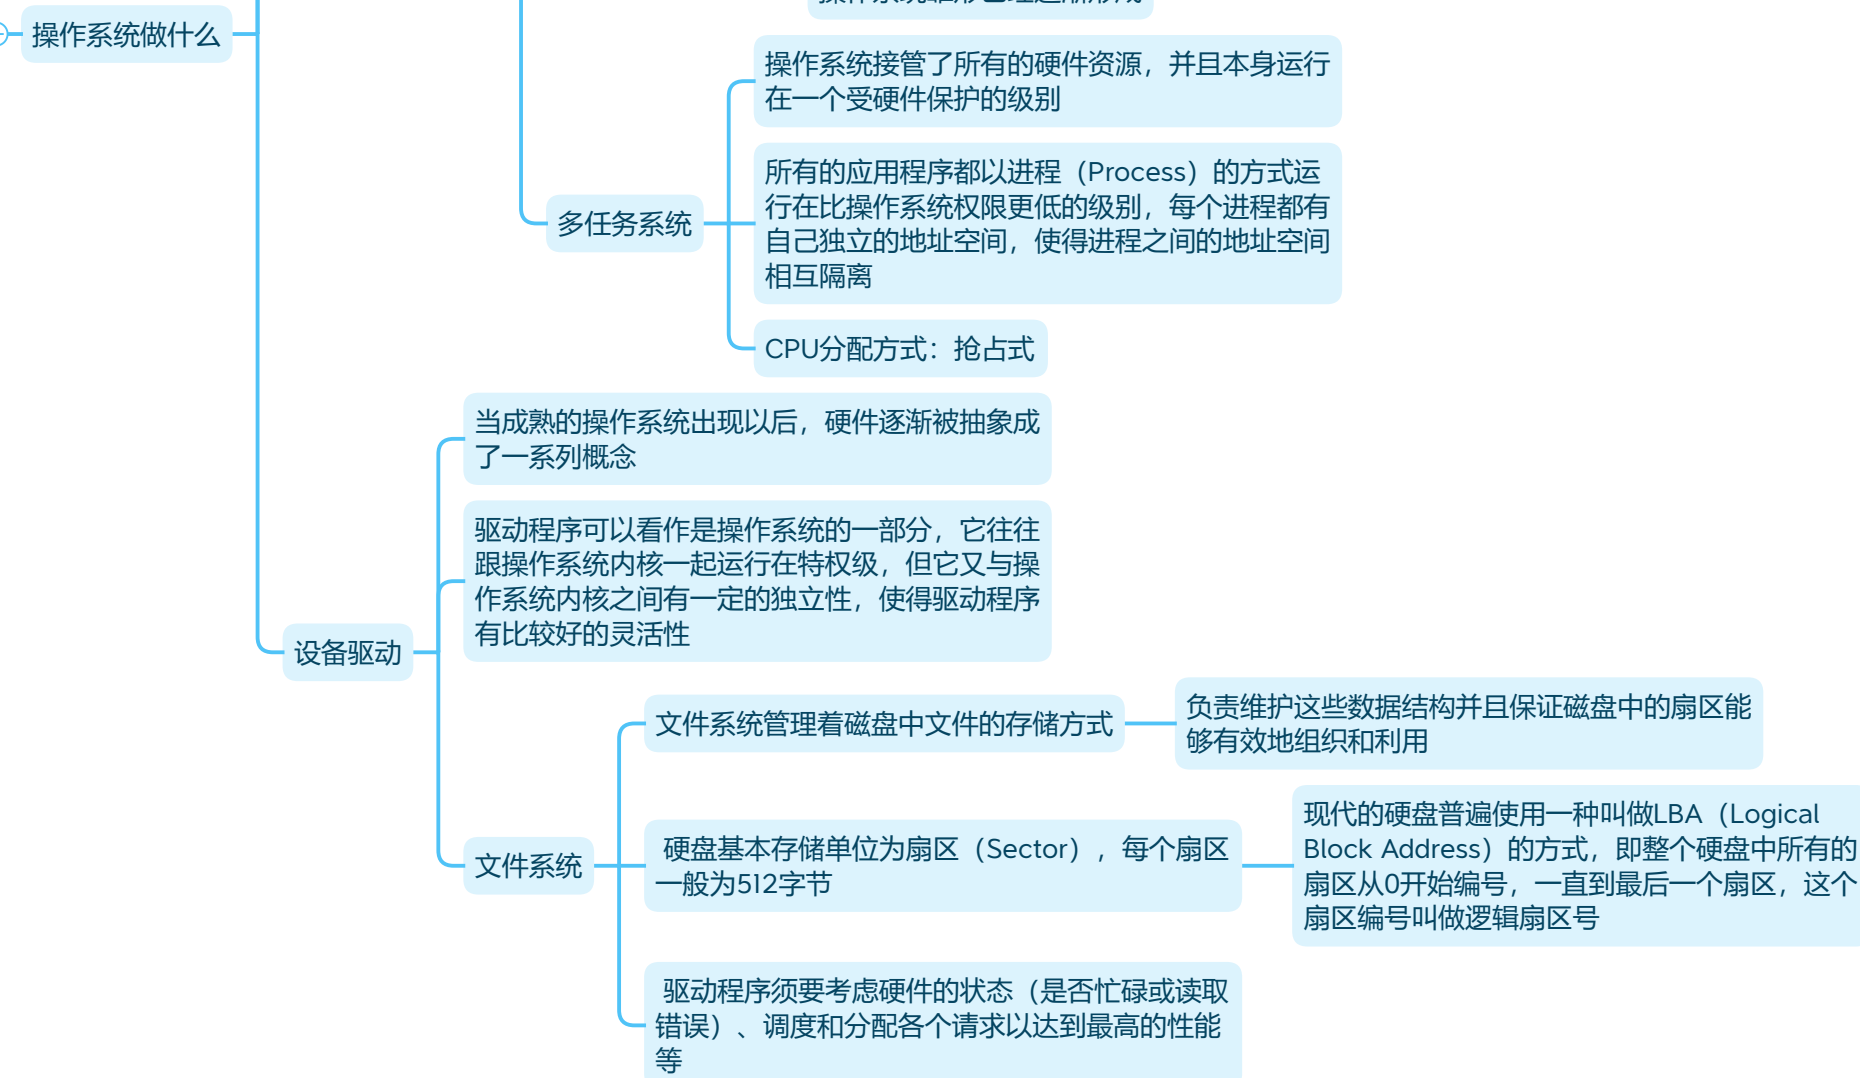 操作系统做什么
操作系统接管了所有的硬件资源，并且本身运行
在一个受硬件保护的级别
多任务系统
所有的应用程序都以进程（Process）的方式运
行在比操作系统权限更低的级别，每个进程都有
自己独立的地址空间，使得进程之间的地址空间
相互隔离
CPU分配方式：抢占式
设备驱动
当成熟的操作系统出现以后，硬件逐渐被抽象成
了一系列概念
驱动程序可以看作是操作系统的一部分，它往往
跟操作系统内核一起运行在特权级，但它又与操
作系统内核之间有一定的独立性，使得驱动程序
有比较好的灵活性
文件系统
文件系统管理着磁盘中文件的存储方式
负责维护这些数据结构并且保证磁盘中的扇区能
够有效地组织和利用
硬盘基本存储单位为扇区（Sector），每个扇区
一般为512字节
现代的硬盘普遍使用一种叫做LBA（Logical
Block Address）的方式，即整个硬盘中所有的
扇区从0开始编号，一直到最后一个扇区，这个
扇区编号叫做逻辑扇区号
驱动程序须要考虑硬件的状态（是否忙碌或读取
错误）、调度和分配各个请求以达到最高的性能
等